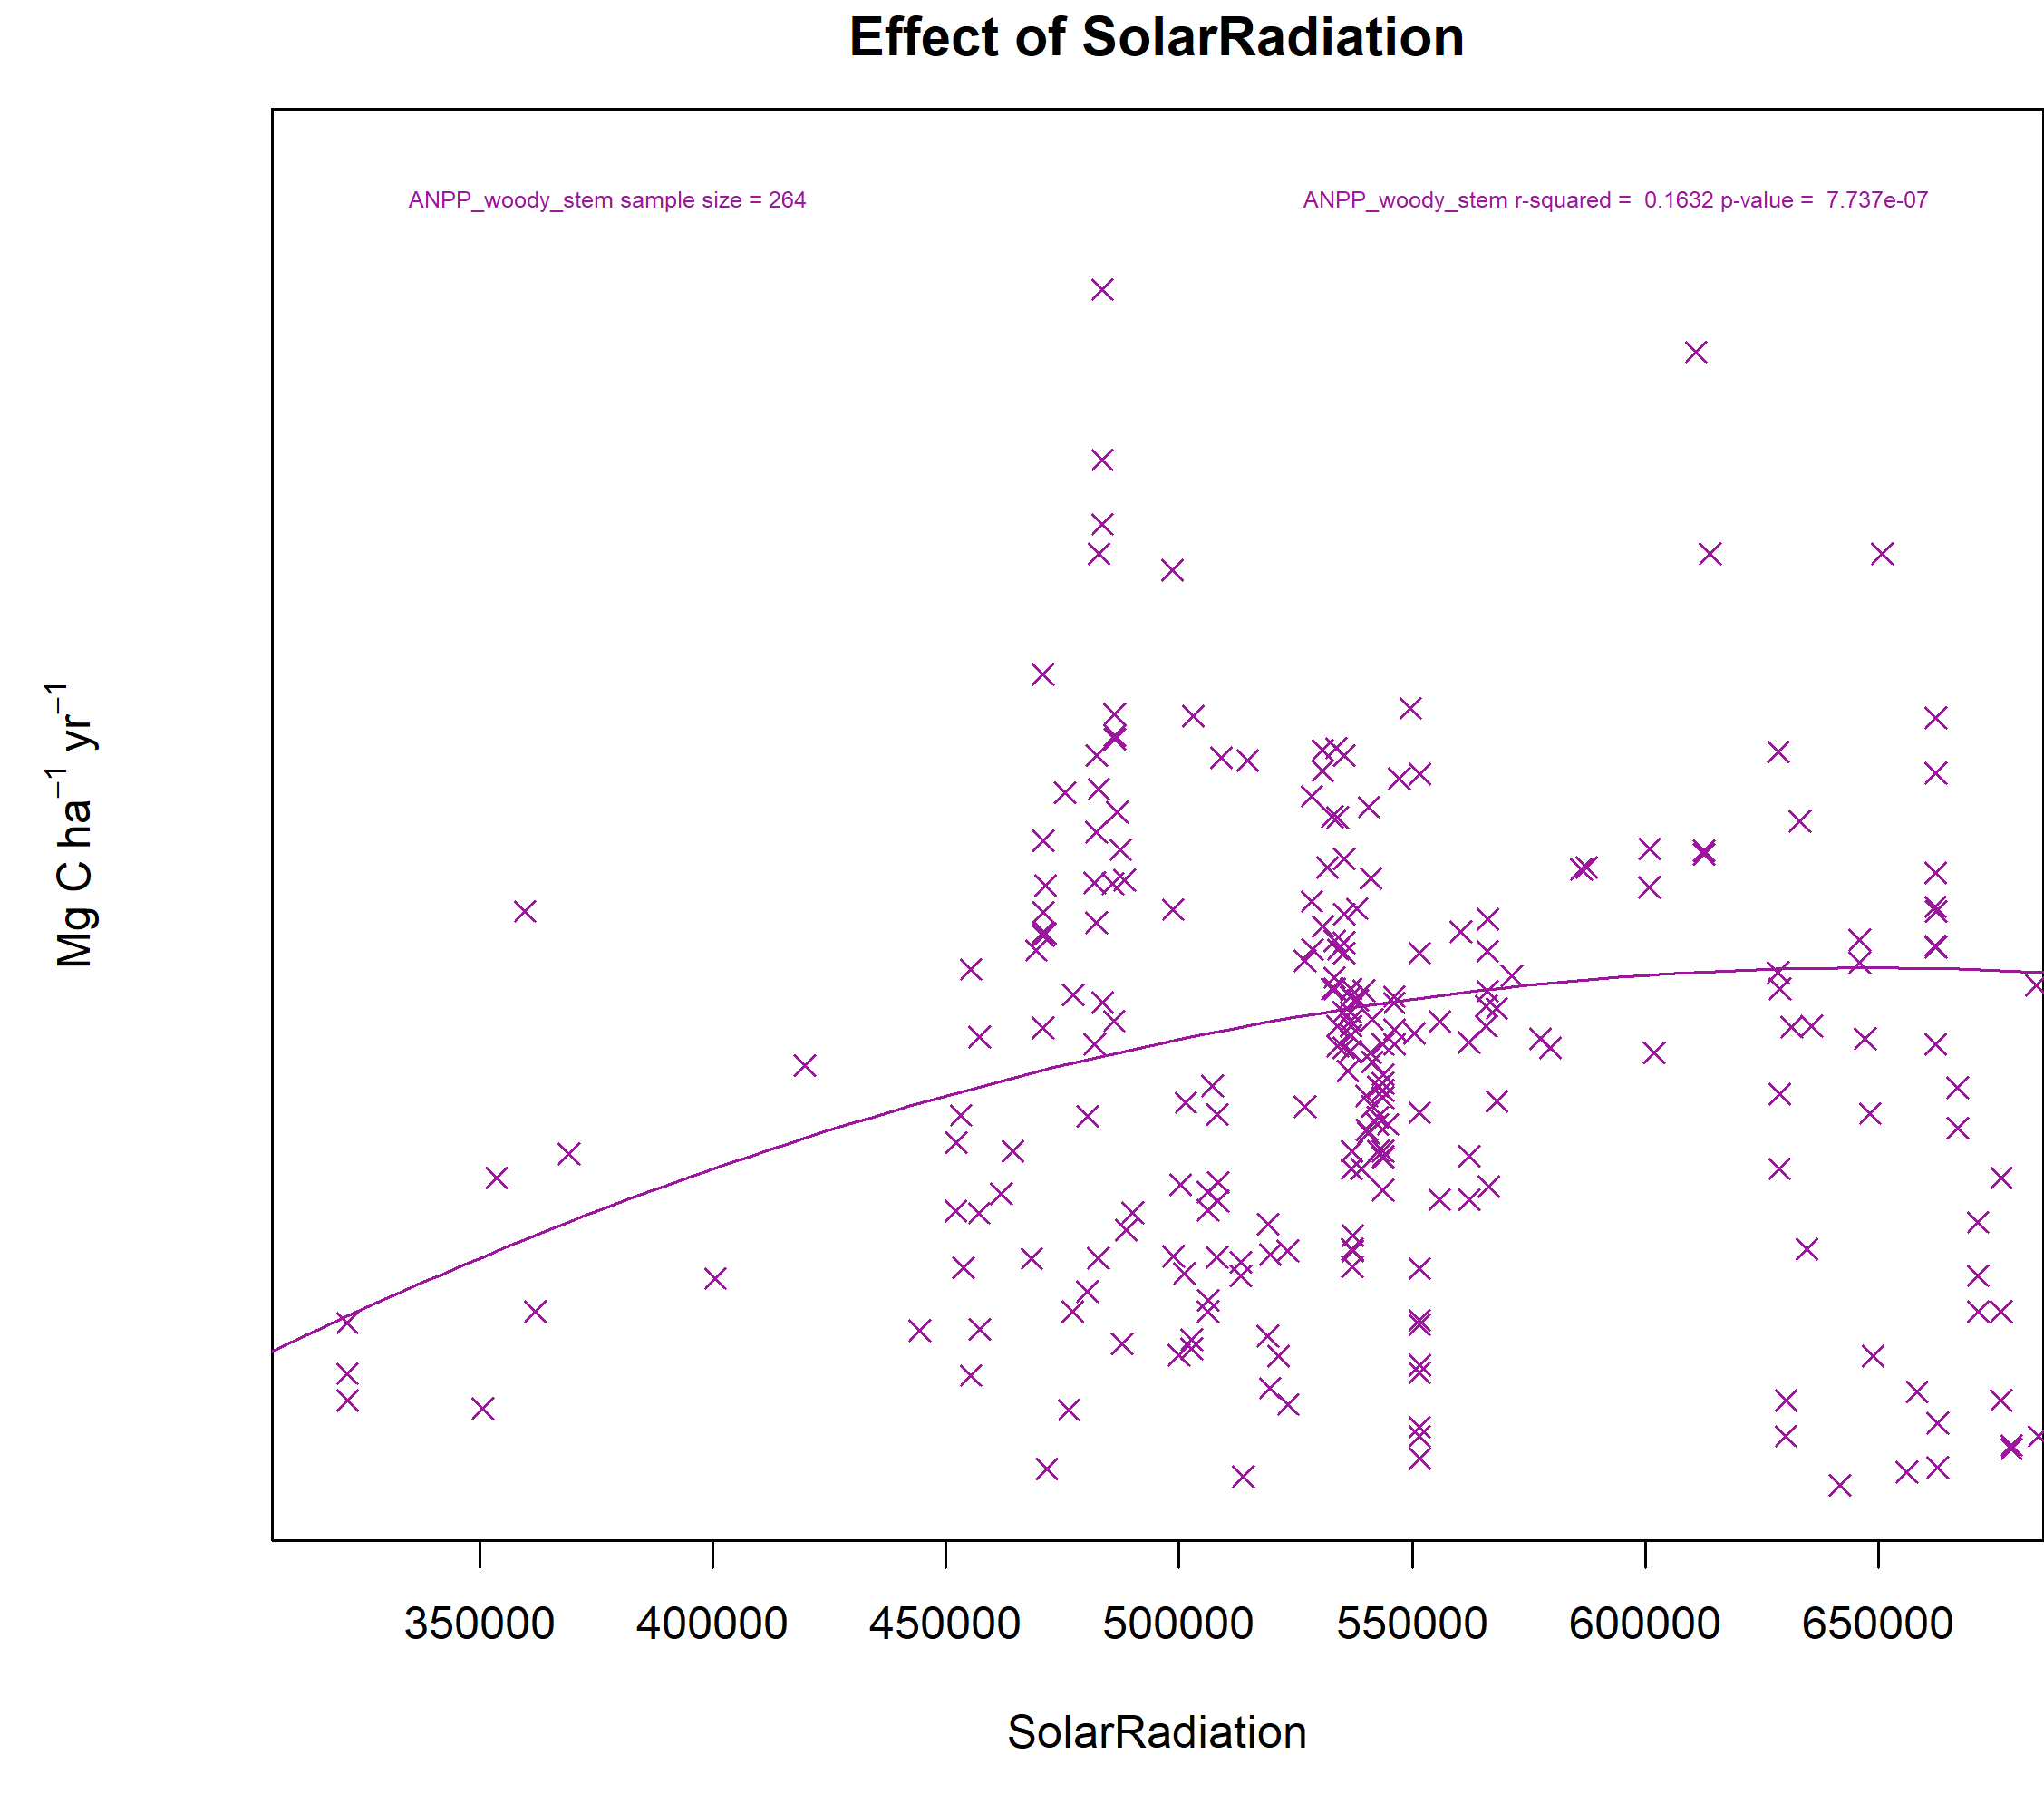 Effect of SolarRadiation
ANPP_woody_stem sample size = 264
ANPP_woody_stem r-squared =  0.1632 p-value =  7.737e-07
Mg C ha⁻¹ yr⁻¹
350000 400000 450000 500000 550000 600000 650000
SolarRadiation